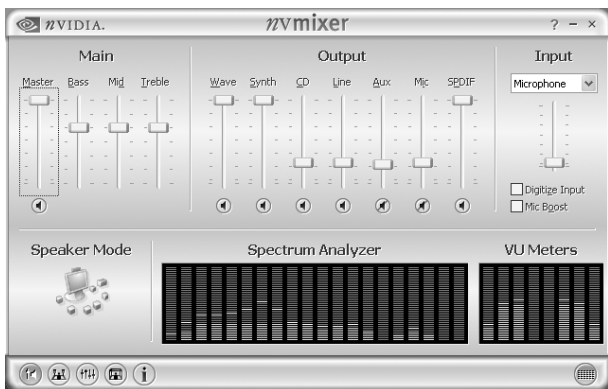 nVIDIA.
nvmixer
? - ×
Main
Output
Input
Master Bass Mid Treble
Wave Synth CD Line Aux Mic SPDIF
Microphone
Digitize Input
Mic Boost
Speaker Mode
Spectrum Analyzer
VU Meters